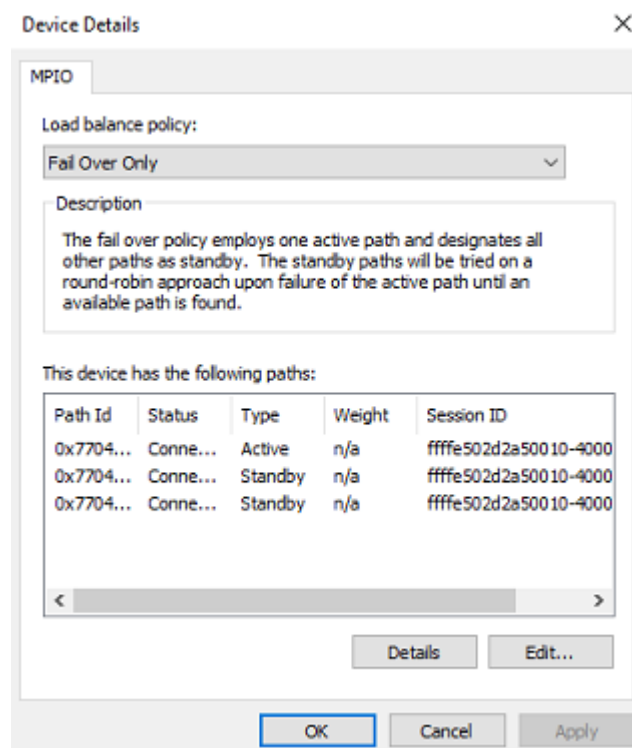 Device Details
MPIO
Load balance policy:
Fail Over Only
Description
The fail over policy employs one active path and designates all
other paths as standby. The standby paths will be tried on a
round-robin approach upon failure of the active path until an
available path is found.
This device has the following paths:
Path Id Status Type Weight Session ID
0x7704... Conne... Active n/a ffffe502d2a50010-4000
0x7704... Conne... Standby n/a ffffe502d2a50010-4000
0x7704... Conne... Standby n/a ffffe502d2a50010-4000
Details Edit...
OK Cancel Apply